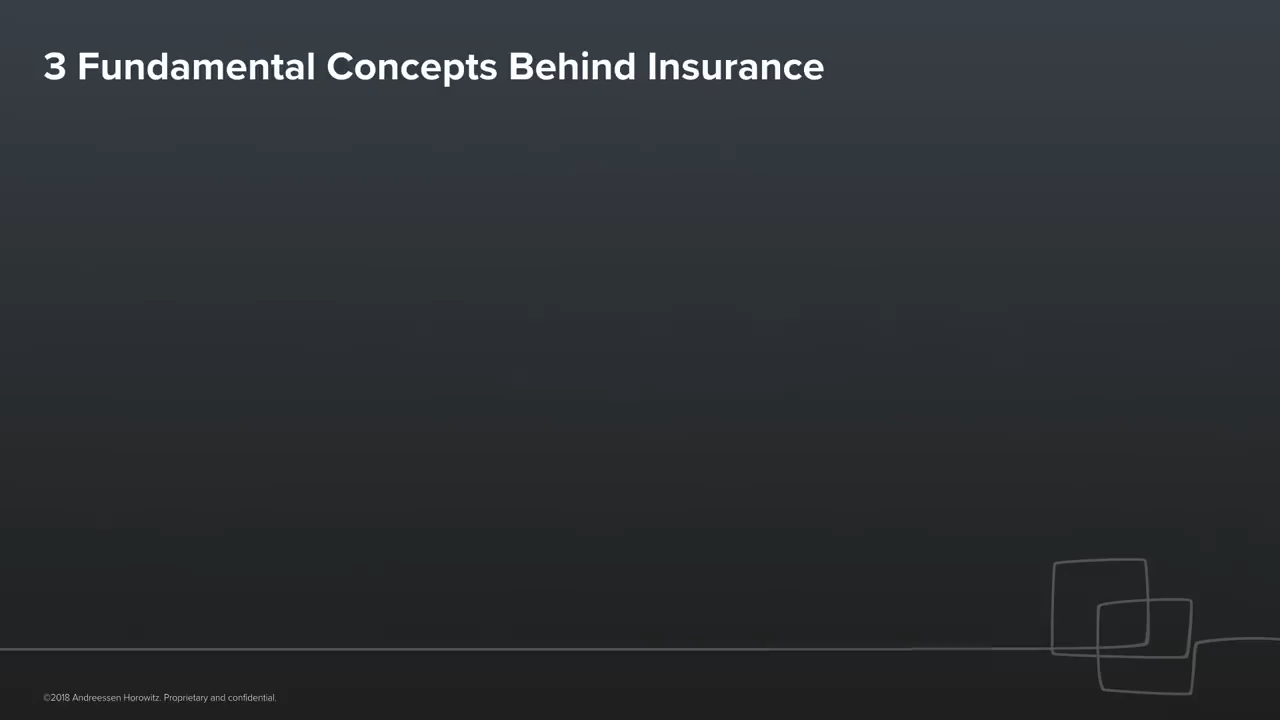 3 Fundamental Concepts Behind Insurance
©2018 Andreessen Horowitz. Proprietary and confidential.